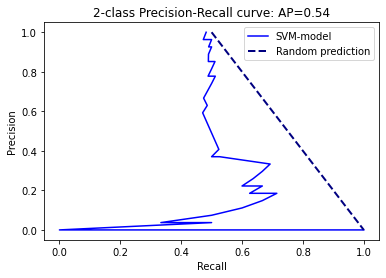 2-class Precision-Recall curve: AP=0.54
SVM-model
Random prediction
Precision
1.0
0.8
0.6
0.4
0.2
0.0
0.0 0.2 0.4 0.6 0.8 1.0
Recall